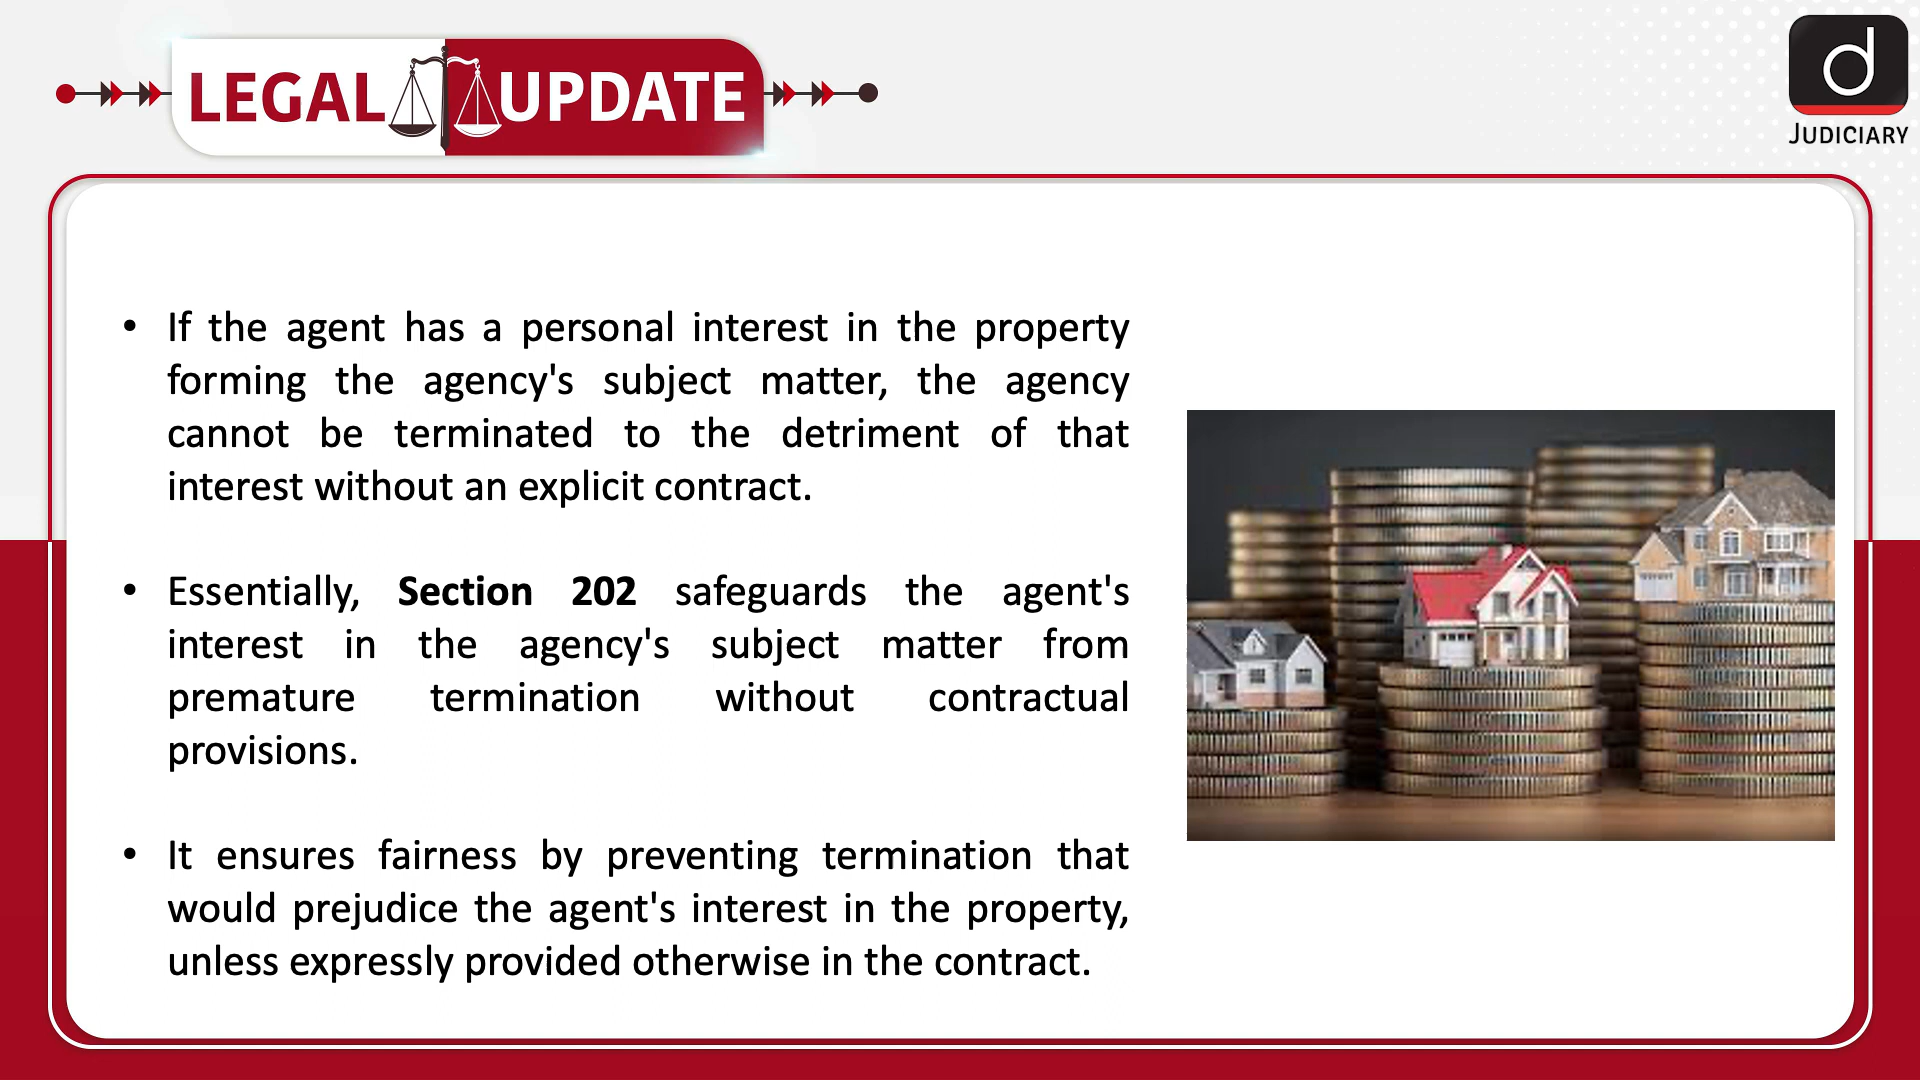 LEGAL UPDATE
d
JUDICIARY
• If the agent has a personal interest in the property
forming the agency's subject matter, the agency
cannot be terminated to the detriment of that
interest without an explicit contract.
• Essentially, Section 202 safeguards the agent's
interest in the agency's subject matter from
premature termination without contractual
provisions.
• It ensures fairness by preventing termination that
would prejudice the agent's interest in the property,
unless expressly provided otherwise in the contract.